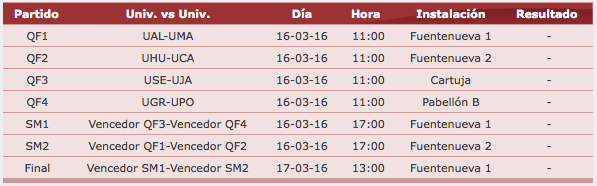 Partido Univ. vs Univ. Día Hora Instalación Resultado
QF1 UAL-UMA 16-03-16 11:00 Fuentenueva 1 -
QF2 UHU-UCA 16-03-16 11:00 Fuentenueva 2 -
QF3 USE-UJA 16-03-16 11:00 Cartuja -
QF4 UGR-UPO 16-03-16 11:00 Pabellón B -
SM1 Vencedor QF3-Vencedor QF4 16-03-16 17:00 Fuentenueva 1 -
SM2 Vencedor QF1-Vencedor QF2 16-03-16 17:00 Fuentenueva 2 -
Final Vencedor SM1-Vencedor SM2 17-03-16 13:00 Fuentenueva 1 -